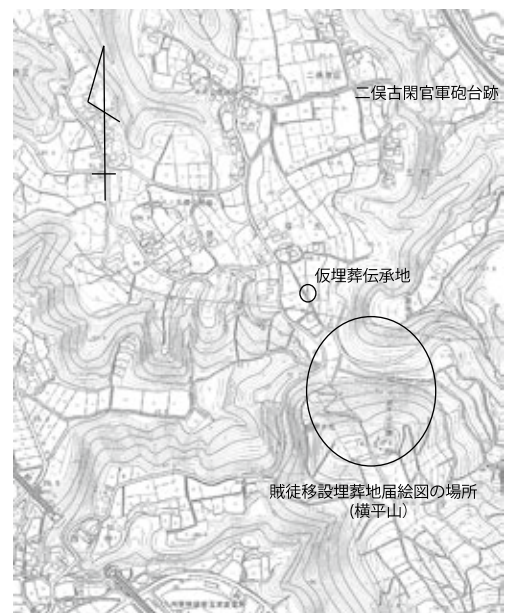 二俣古閑官軍砲台跡
仮埋葬伝承地
賊徒移設埋葬地届絵図の場所
(横平山）